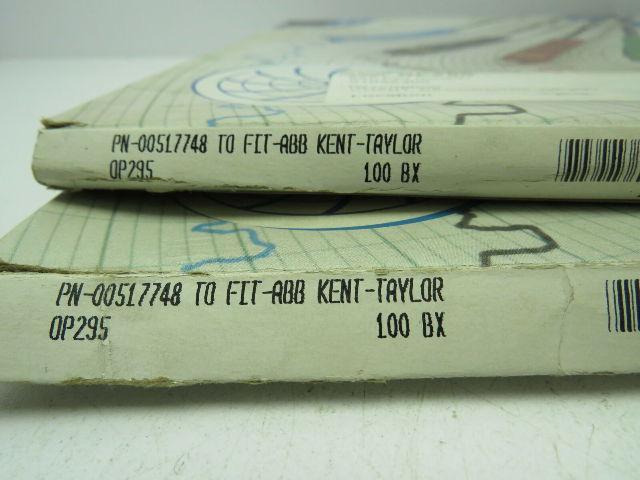 PN-00517748 TO FIT-ABB KENT-TAYLOR
OP295 100 BX
PN-00517748 TO FIT-ABB KENT-TAYLOR
OP295 100 BX